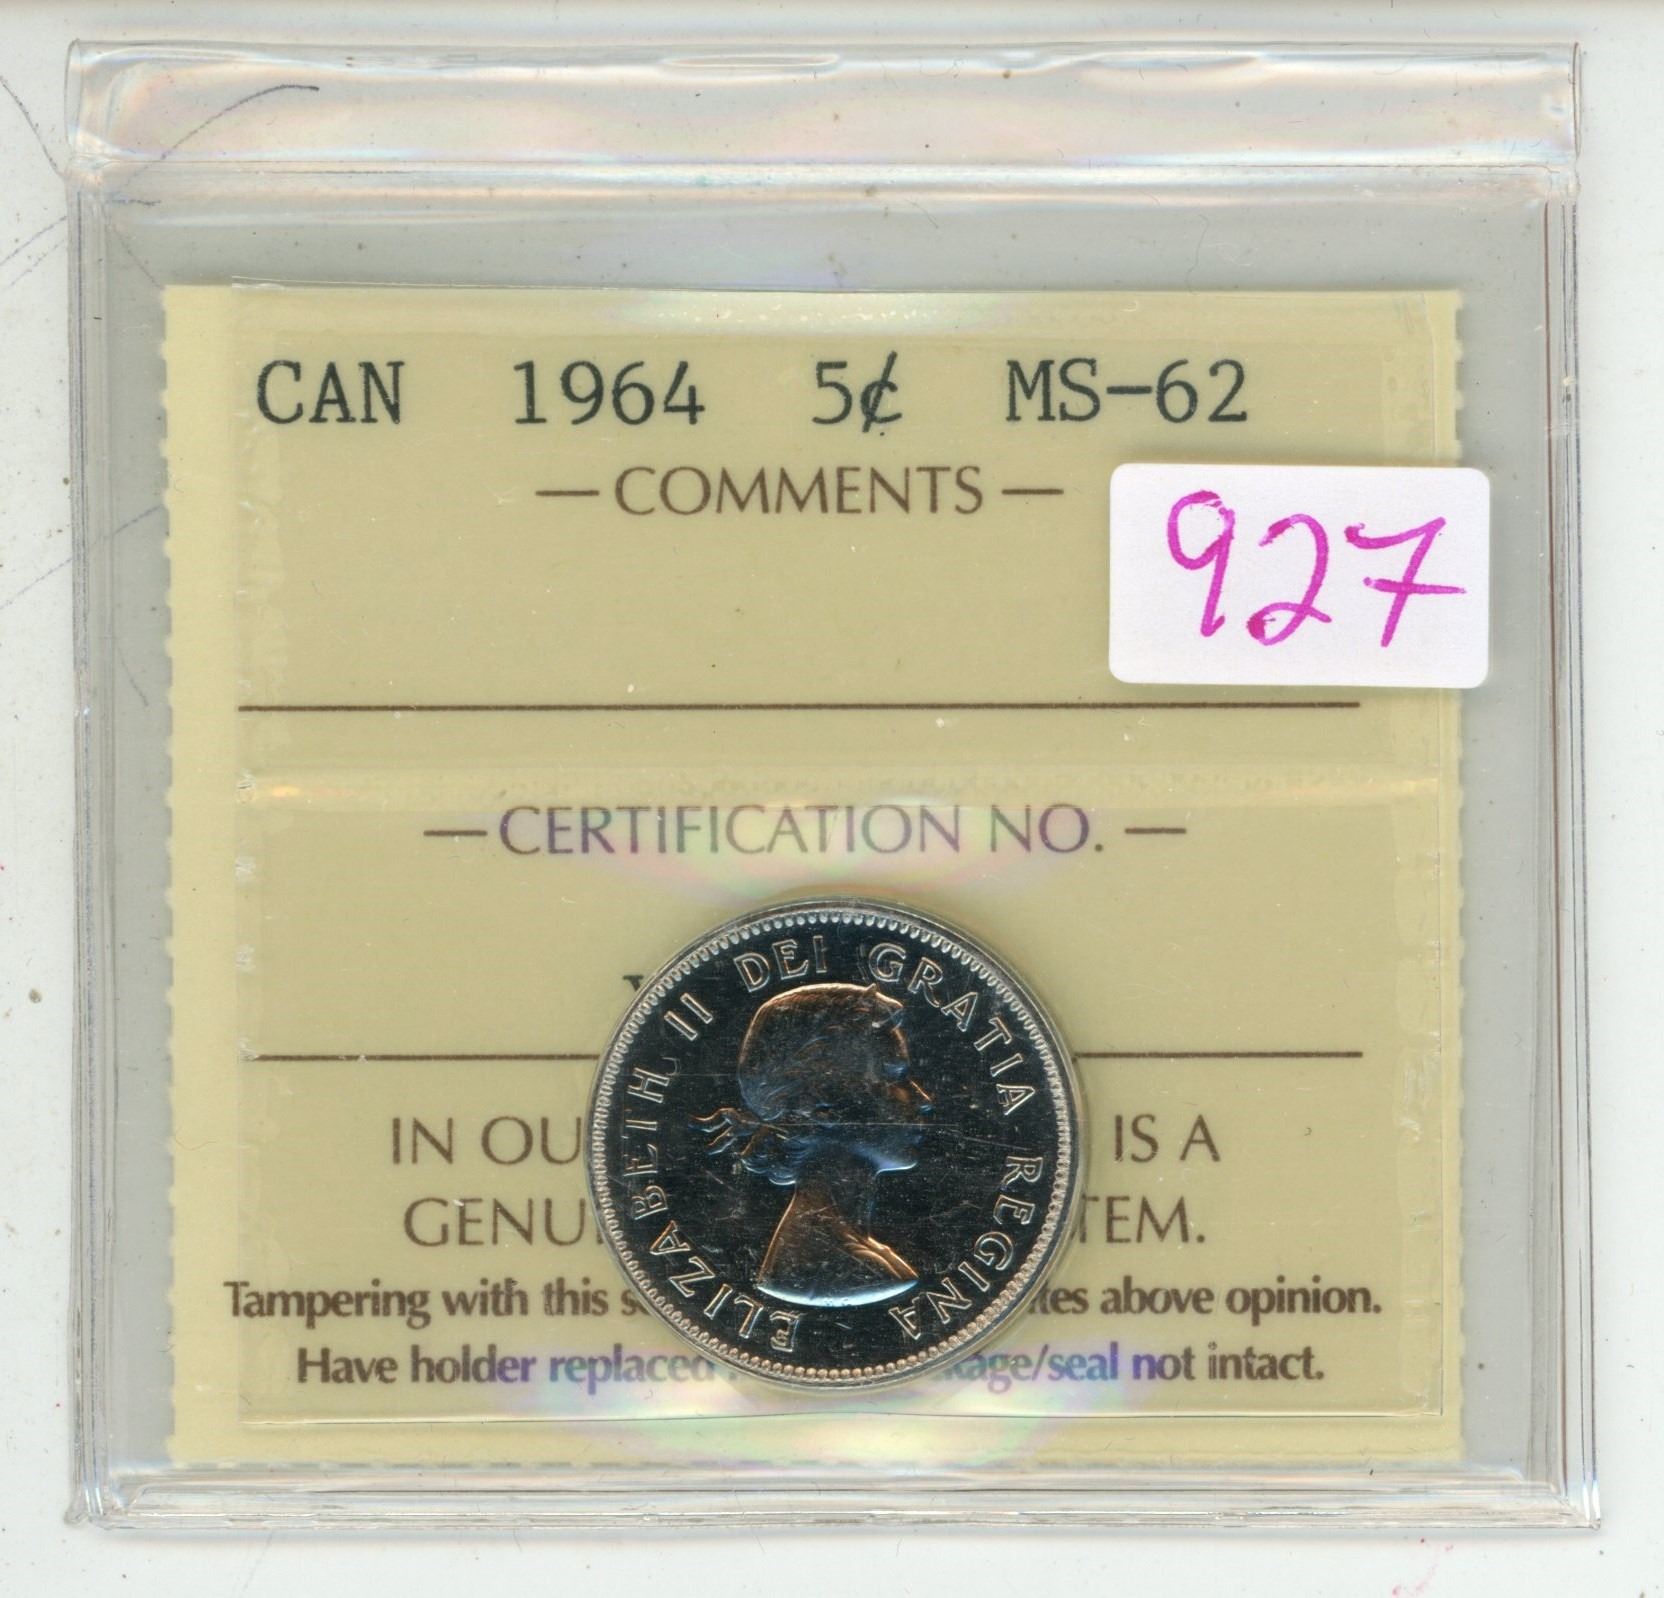 CAN 1964 5¢ MS-62
— COMMENTS —
927
— CERTIFICATION NO. —
ELIZABETH II DEI GRATIA REGINA
IN OU IS A
GENU TEM.
Tampering with this s tes above opinion.
Have holder replaced kage/seal not intact.